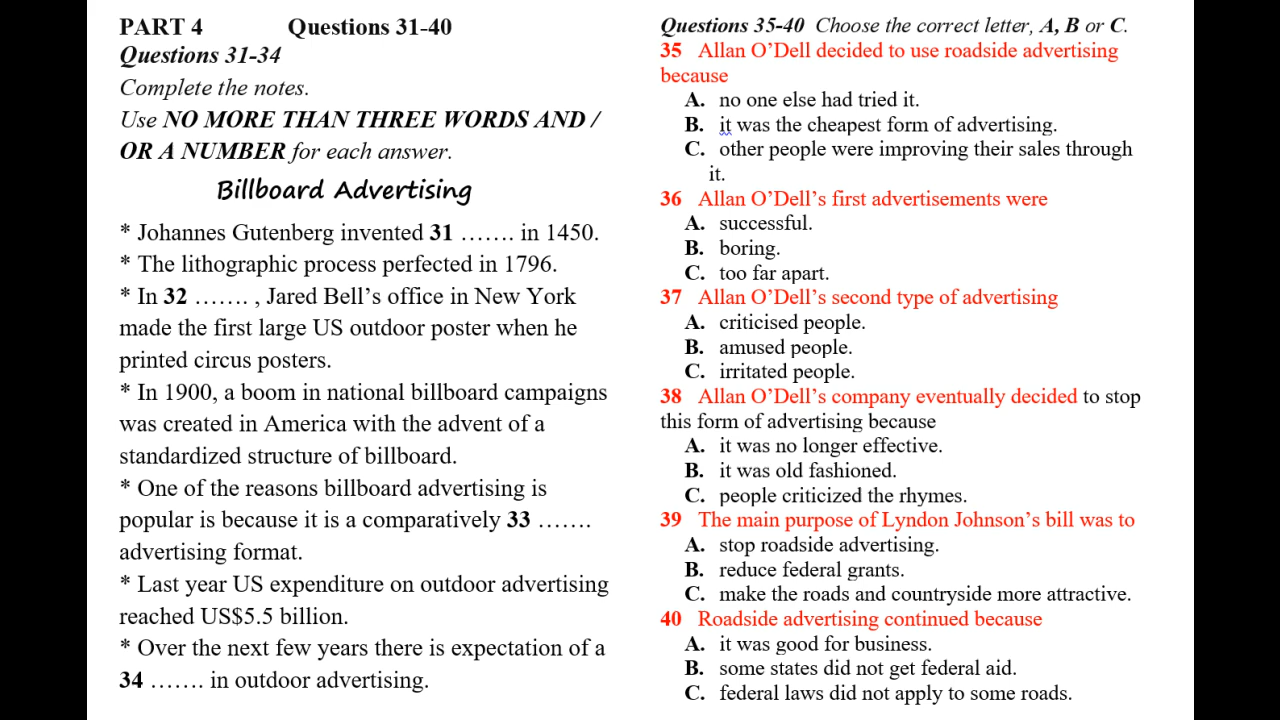 PART 4 Questions 31-40
Questions 31-34
Complete the notes.
Use NO MORE THAN THREE WORDS AND /
OR A NUMBER for each answer.
Billboard Advertising
* Johannes Gutenberg invented 31 ……. in 1450.
* The lithographic process perfected in 1796.
* In 32 ……. , Jared Bell’s office in New York
made the first large US outdoor poster when he
printed circus posters.
* In 1900, a boom in national billboard campaigns
was created in America with the advent of a
standardized structure of billboard.
* One of the reasons billboard advertising is
popular is because it is a comparatively 33 …….
advertising format.
* Last year US expenditure on outdoor advertising
reached US$5.5 billion.
* Over the next few years there is expectation of a
34 ……. in outdoor advertising.
Questions 35-40 Choose the correct letter, A, B or C.
35 Allan O’Dell decided to use roadside advertising
because
A. no one else had tried it.
B. it was the cheapest form of advertising.
C. other people were improving their sales through
it.
36 Allan O’Dell’s first advertisements were
A. successful.
B. boring.
C. too far apart.
37 Allan O’Dell’s second type of advertising
A. criticised people.
B. amused people.
C. irritated people.
38 Allan O’Dell’s company eventually decided to stop
this form of advertising because
A. it was no longer effective.
B. it was old fashioned.
C. people criticized the rhymes.
39 The main purpose of Lyndon Johnson’s bill was to
A. stop roadside advertising.
B. reduce federal grants.
C. make the roads and countryside more attractive.
40 Roadside advertising continued because
A. it was good for business.
B. some states did not get federal aid.
C. federal laws did not apply to some roads.